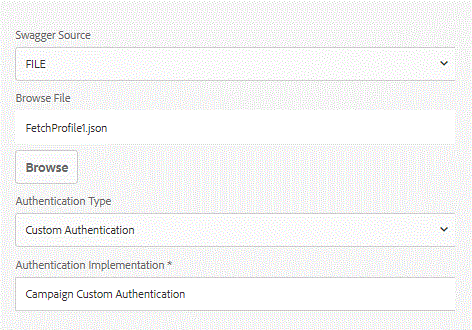 Swagger Source
FILE
Browse File
FetchProfile1.json
Browse
Authentication Type
Custom Authentication
Authentication Implementation *
Campaign Custom Authentication